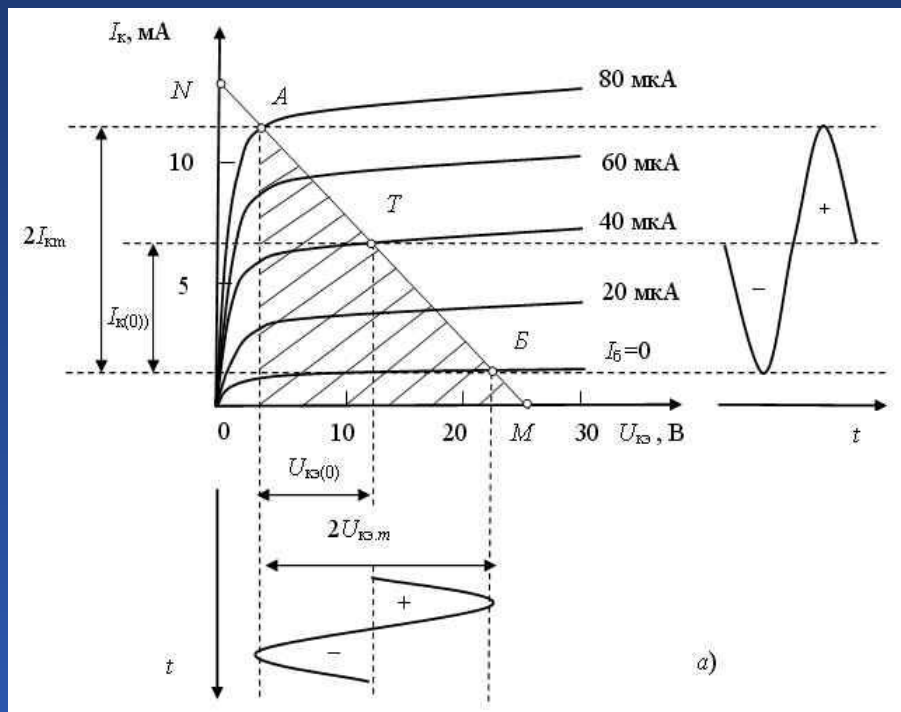 Iк, мА
N
A
80 мкА
10
60 мкА
+
T
2Iкm
40 мкА
5
20 мкА
–
Iк(0))
Б
Iб=0
0
10
20
M
30
Uкэ, В
t
Uкэ(0)
2Uкэ.m
+
–
t
а)